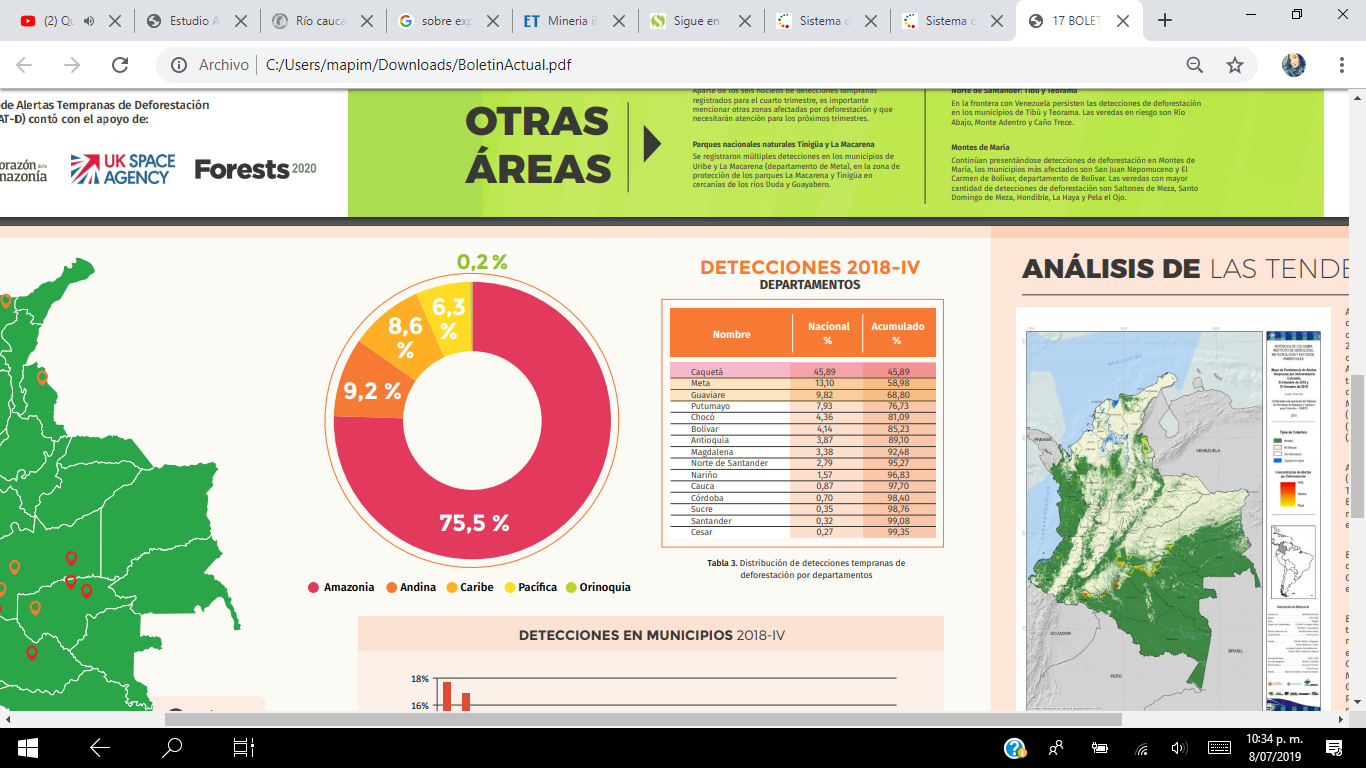 (2) Qu
Estudio A
Río cauca
sobre exp
Mineria il
Sigue en
Sistema d
Sistema d
17 BOLET
Archivo | C:/Users/mapim/Downloads/BoletinActual.pdf
de Alertas Tempranas de Deforestación
AT-D) contó con el apoyo de:
orazón de la
mazonía
UK SPACE
AGENCY
Forests 2020
OTRAS
ÁREAS
Aparte de los seis núcleos de detecciones tempranas
registrados para el cuarto trimestre, es importante
mencionar otras zonas afectadas por deforestación y que
necesitarán atención para los próximos trimestres.
Parques nacionales naturales Tinigüa y La Macarena
Se registraron múltiples detecciones en los municipios de
Uribe y La Macarena (departamento de Meta), en la zona de
protección de los parques La Macarena y Tinigüa en
cercanías de los ríos Duda y Guayabero.
Norte de Santander: Tibú y Teorama
En la frontera con Venezuela persisten las detecciones de deforestación
en los municipios de Tibú y Teorama. Las veredas en riesgo son Río
Abajo, Monte Adentro y Caño Trece.
Montes de María
Continúan presentándose detecciones de deforestación en Montes de
María, los municipios más afectados son San Juan Nepomuceno y El
Carmen de Bolívar, departamento de Bolívar. Las veredas con mayor
cantidad de detecciones de deforestación son Saltones de Meza, Santo
Domingo de Meza, Hondible, La Haya y Pela el Ojo.
0,2 %
6,3
%
8,6
%
9,2 %
75,5 %
Amazonia Andina Caribe Pacífica Orinoquia
DETECCIONES 2018-IV
DEPARTAMENTOS
Nombre Nacional % Acumulado %
Caquetá 45,89 45,89
Meta 13,10 58,98
Guaviare 9,82 68,80
Putumayo 7,93 76,73
Chocó 4,36 81,09
Bolívar 4,14 85,23
Antioquia 3,87 89,10
Magdalena 3,38 92,48
Norte de Santander 2,79 95,27
Nariño 1,57 96,83
Cauca 0,87 97,70
Córdoba 0,70 98,40
Sucre 0,35 98,76
Santander 0,32 99,08
Cesar 0,27 99,35
Tabla 3. Distribución de detecciones tempranas de
deforestación por departamentos
DETECCIONES EN MUNICIPIOS 2018-IV
18%
16%
ANÁLISIS DE LAS TENDE
MAR CARIBE
PANAMÁ
VENEZUELA
ECUADOR
PERÚ
BRASIL
10:34 p. m.
8/07/2019